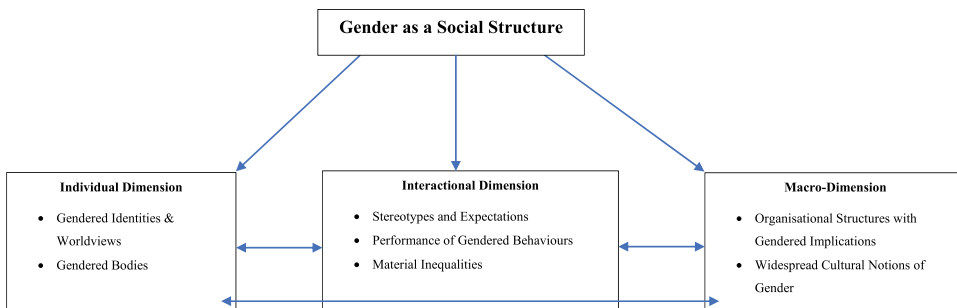 Gender as a Social Structure
Individual Dimension
• Gendered Identities &
Worldviews
• Gendered Bodies
Interactional Dimension
• Stereotypes and Expectations
• Performance of Gendered Behaviours
• Material Inequalities
Macro-Dimension
• Organisational Structures with
Gendered Implications
• Widespread Cultural Notions of
Gender